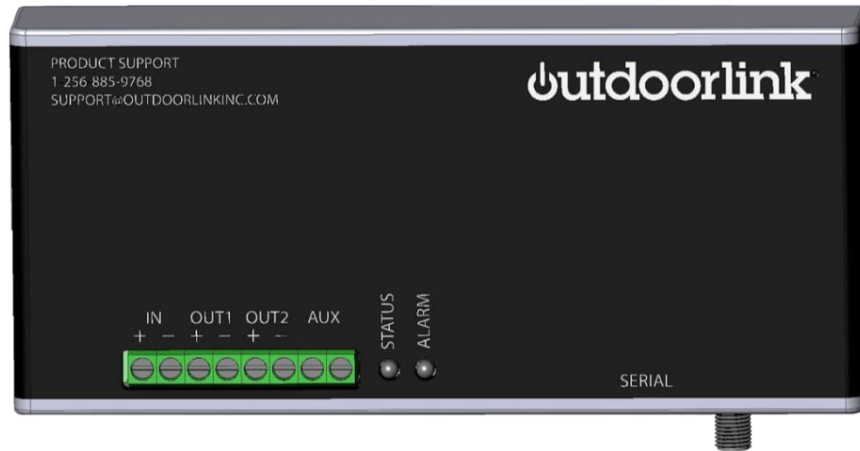 PRODUCT SUPPORT
1-256 885-9768
SUPPORT@OUTDOORLINKINC.COM
outdoorlink
IN OUT1 OUT2 AUX
+ − + − + −
STATUS
ALARM
SERIAL